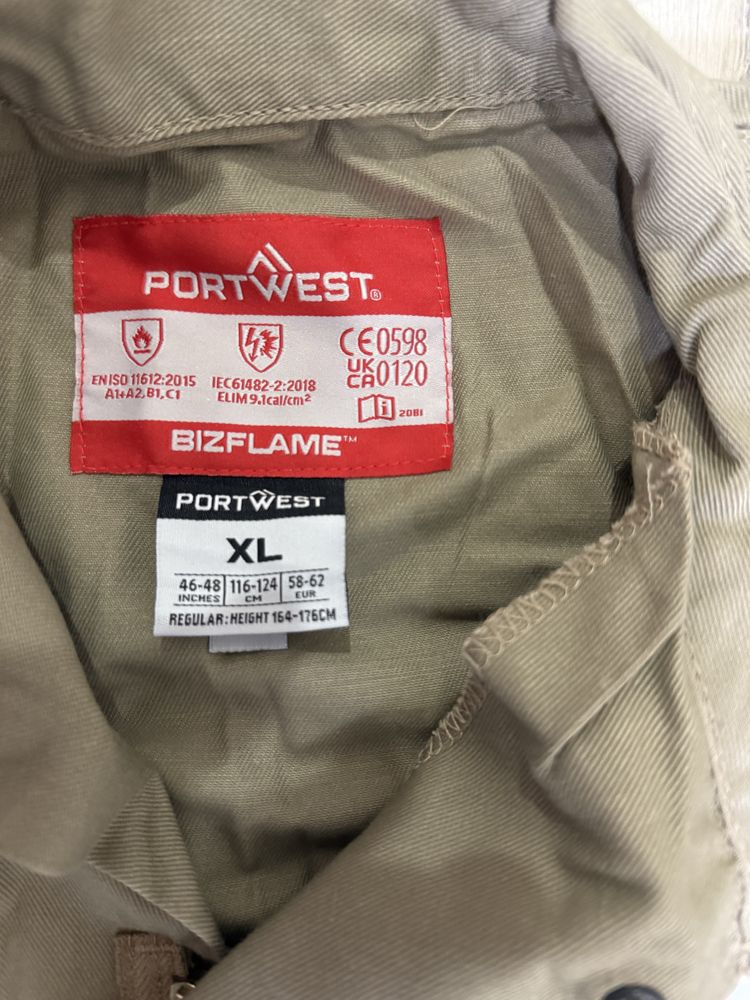 PORTWEST®
EN ISO 11612:2015
A1+A2, B1, C1
IEC61482-2:2018
ELIM 9.1cal/cm²
CE0598
UK
CA0120
i 20BI
BIZFLAME™
PORTWEST
XL
46-48 116-124 58-62
INCHES CM EUR
REGULAR: HEIGHT 164-176CM